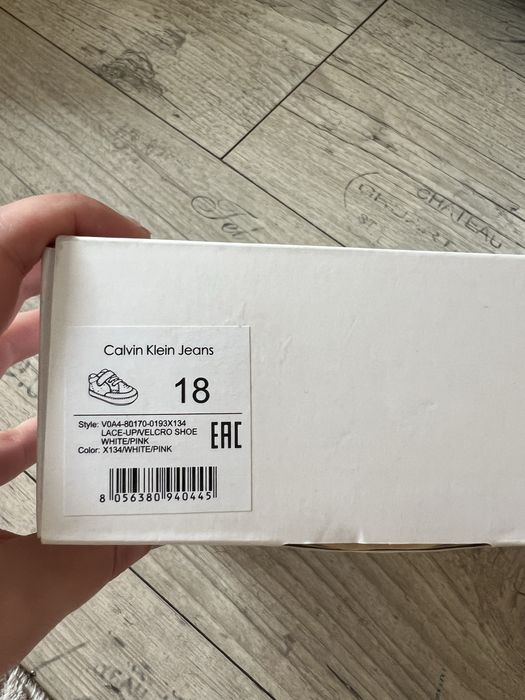 CHATEAU
Calvin Klein Jeans
18
Style: V0A4-80170-0193X134
LACE-UP/VELCRO SHOE
WHITE/PINK
Color: X134/WHITE/PINK
EAC
8 056380 940445